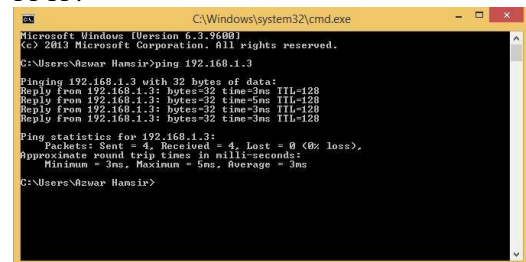 C:\Windows\system32\cmd.exe
Microsoft Windows [Version 6.3.9600]
(c) 2013 Microsoft Corporation. All rights reserved.
C:\Users\Azwar Hamsir>ping 192.168.1.3
Pinging 192.168.1.3 with 32 bytes of data:
Reply from 192.168.1.3: bytes=32 time=3ms TTL=128
Reply from 192.168.1.3: bytes=32 time=5ms TTL=128
Reply from 192.168.1.3: bytes=32 time=3ms TTL=128
Reply from 192.168.1.3: bytes=32 time=3ms TTL=128
Ping statistics for 192.168.1.3:
Packets: Sent = 4, Received = 4, Lost = 0 (0% loss),
Approximate round trip times in milli-seconds:
Minimum = 3ms, Maximum = 5ms, Average = 3ms
C:\Users\Azwar Hamsir>